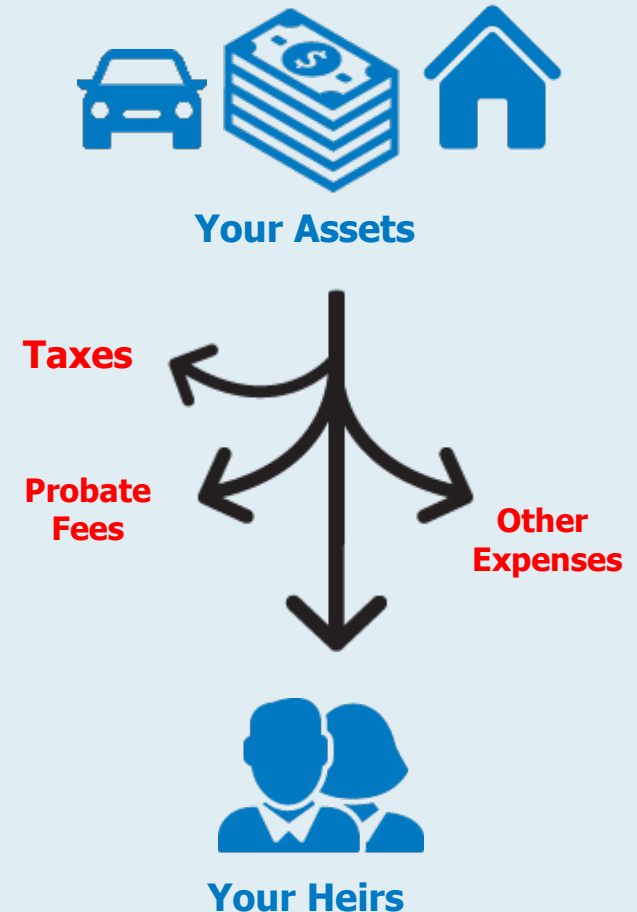 $
Your Assets
Taxes
Probate
Fees
Other
Expenses
Your Heirs